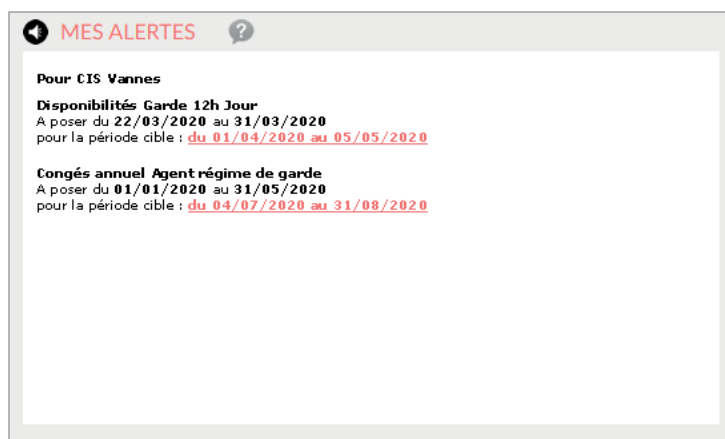 MES ALERTES ?
Pour CIS Vannes
Disponibilités Garde 12h Jour
A poser du 22/03/2020 au 31/03/2020
pour la période cible : du 01/04/2020 au 05/05/2020
Congés annuel Agent régime de garde
A poser du 01/01/2020 au 31/05/2020
pour la période cible : du 04/07/2020 au 31/08/2020